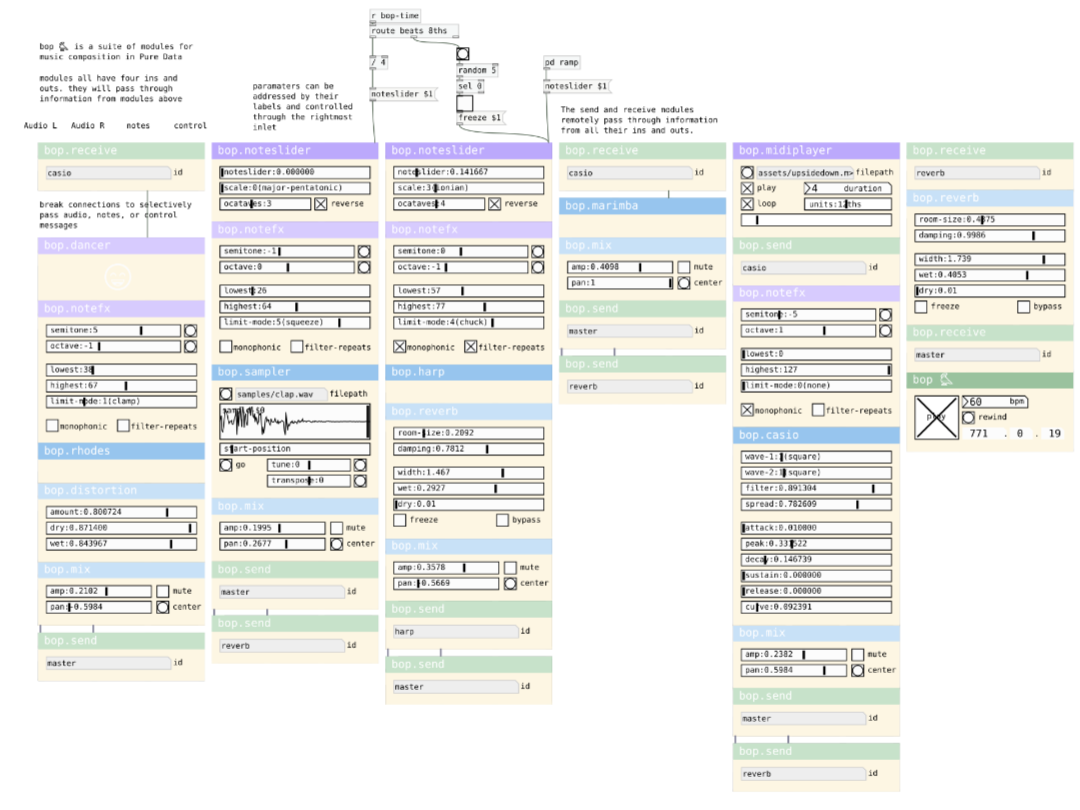 bop is a suite of modules for
music composition in Pure Data
modules all have four ins and
outs. they will pass through
information from modules above
Audio L Audio R notes control
paramaters can be
addressed by their
labels and controlled
through the rightmost
inlet
r bop-time
route beats 8ths
/ 4
noteslider $1
random 5
sel 0
freeze $1
pd ramp
noteslider $1
The send and receive modules
remotely pass through information
from all their ins and outs.
bop.receive
casio id
break connections to selectively
pass audio, notes, or control
messages
bop.dancer
bop.notefx
semitone:5
octave:-1
lowest:38
highest:67
limit-mode:1(clamp)
monophonic filter-repeats
bop.rhodes
bop.distortion
amount:0.800724
dry:0.871400
wet:0.843967
bop.mix
amp:0.2102 mute
pan:-0.5984 center
bop.send
master id
bop.noteslider
noteslider:0.000000
scale:0(major-pentatonic)
ocataves:3 reverse
bop.notefx
semitone:-1
octave:0
lowest:26
highest:64
limit-mode:5(squeeze)
monophonic filter-repeats
bop.sampler
samples/clap.wav filepath
start-position
go tune:0
transpose:0
bop.mix
amp:0.1995 mute
pan:0.2677 center
bop.send
master id
bop.send
reverb id
bop.noteslider
noteslider:0.141667
scale:3(ionian)
ocataves:4 reverse
bop.notefx
semitone:0
octave:-1
lowest:57
highest:77
limit-mode:4(chuck)
monophonic filter-repeats
bop.harp
bop.reverb
room-size:0.2092
damping:0.7812
width:1.467
wet:0.2927
dry:0.01
freeze bypass
bop.mix
amp:0.3578 mute
pan:-0.5669 center
bop.send
harp id
bop.send
master id
bop.receive
casio id
bop.marimba
bop.mix
amp:0.4098 mute
pan:1 center
bop.send
master id
bop.send
reverb id
bop.midiplayer
assets/upsidedown.m> filepath
play 4 duration
loop units:12ths
bop.send
casio id
bop.notefx
semitone:-5
octave:1
lowest:0
highest:127
limit-mode:0(none)
monophonic filter-repeats
bop.casio
wave-1:1(square)
wave-2:1(square)
filter:0.891304
spread:0.782609
attack:0.010000
peak:0.331522
decay:0.146739
sustain:0.000000
release:0.000000
curve:0.092391
bop.mix
amp:0.2382 mute
pan:0.5984 center
bop.send
master id
bop.send
reverb id
bop.receive
reverb id
bop.reverb
room-size:0.4875
damping:0.9986
width:1.739
wet:0.4053
dry:0.01
freeze bypass
bop.receive
master id
bop
play 60 bpm
rewind
771 . 0 . 19